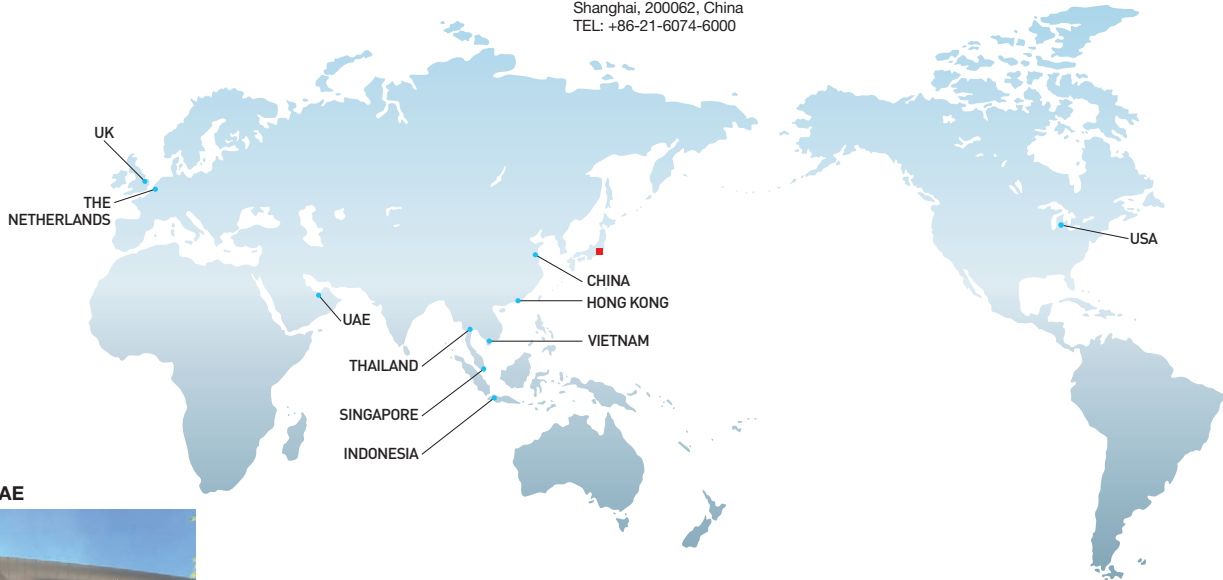 Shanghai, 200062, China
TEL: +86-21-6074-6000
UK
THE
NETHERLANDS
USA
CHINA
HONG KONG
UAE
VIETNAM
THAILAND
SINGAPORE
INDONESIA
AE